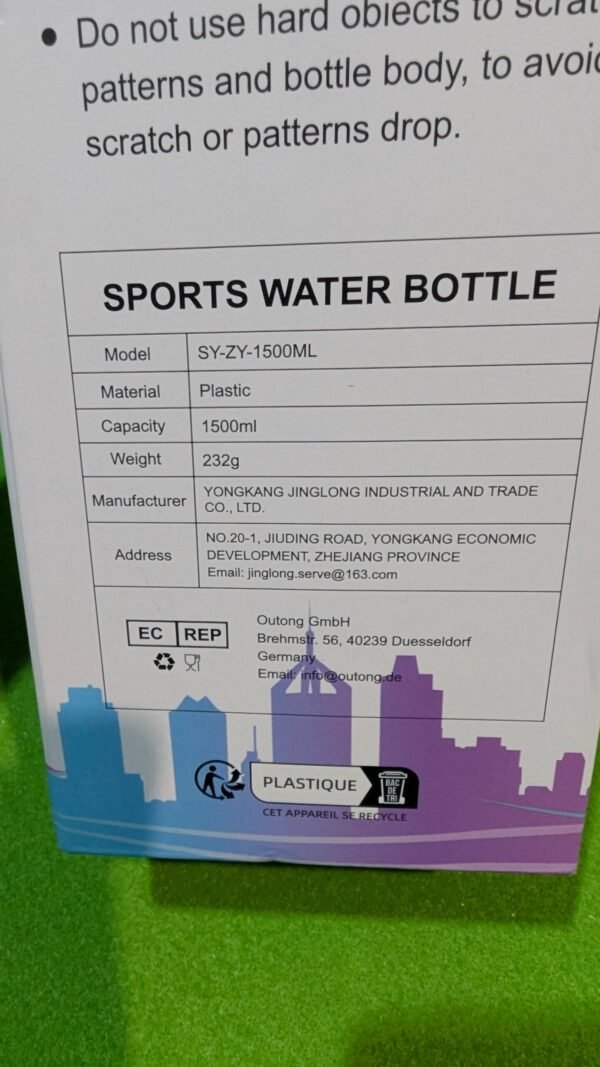 • Do not use hard objects to
patterns and bottle body, to avoid
scratch or patterns drop.
SPORTS WATER BOTTLE
Model SY-ZY-1500ML
Material Plastic
Capacity 1500ml
Weight 232g
Manufacturer YONGKANG JINGLONG INDUSTRIAL AND TRADE
CO., LTD.
Address NO.20-1, JIUDING ROAD, YONGKANG ECONOMIC
DEVELOPMENT, ZHEJIANG PROVINCE
Email: jinglong.serve@163.com
EC REP
Outong GmbH
Brehmstr. 56, 40239 Duesseldorf
Germany
Email: info@outong.de
PLASTIQUE
BAC
DE
TRI
CET APPAREIL SE RECYCLE